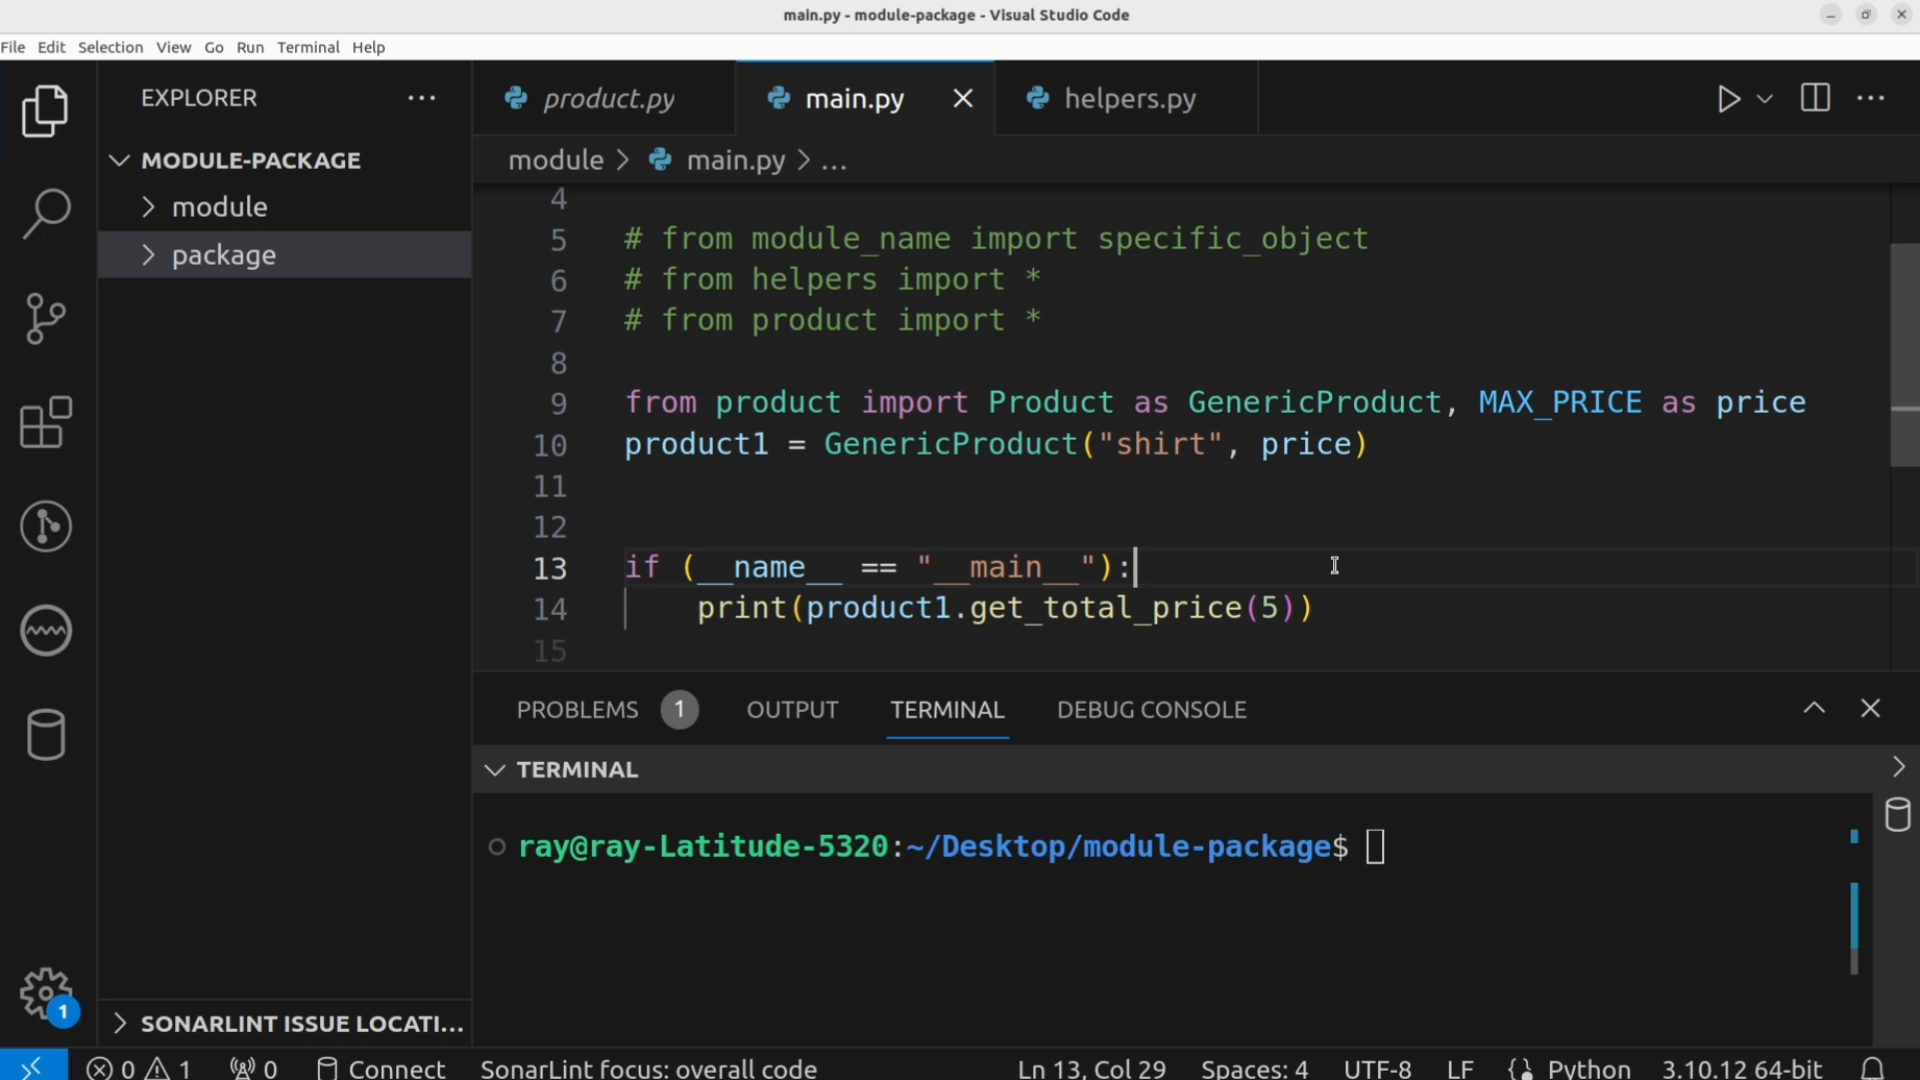 main.py - module-package - Visual Studio Code
File Edit Selection View Go Run Terminal Help
EXPLORER
product.py
main.py
helpers.py
MODULE-PACKAGE
module > main.py > ...
module
package
4
5 # from module_name import specific_object
6 # from helpers import *
7 # from product import *
8
9 from product import Product as GenericProduct, MAX_PRICE as price
10 product1 = GenericProduct("shirt", price)
11
12
13 if (__name__ == "__main__"):
14 print(product1.get_total_price(5))
15
PROBLEMS 1 OUTPUT TERMINAL DEBUG CONSOLE
TERMINAL
ray@ray-Latitude-5320:~/Desktop/module-package$
1
SONARLINT ISSUE LOCATI...
0 1 0 Connect SonarLint focus: overall code Ln 13, Col 29 Spaces: 4 UTF-8 LF Python 3.10.12 64-bit